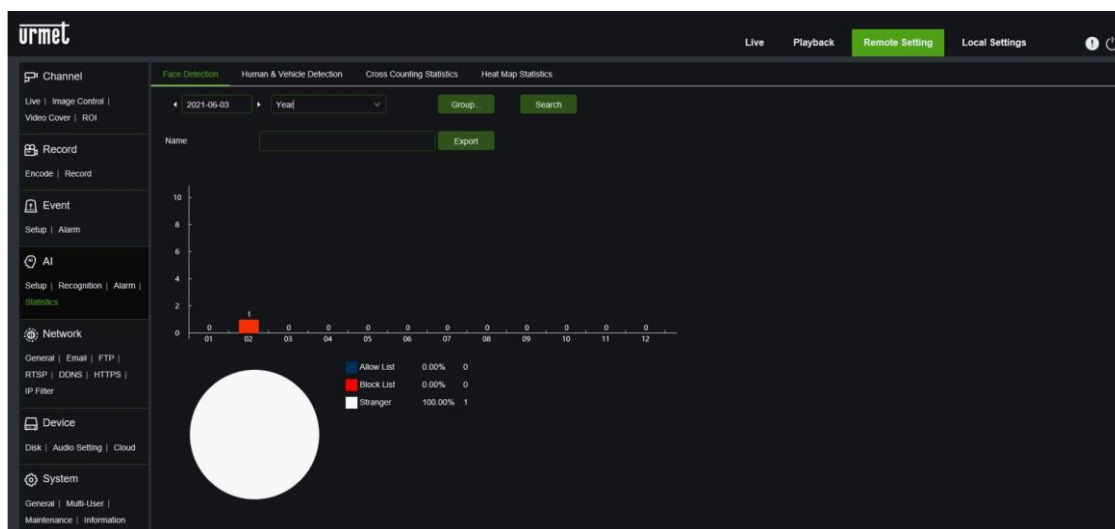 urmet
Live Playback Remote Setting Local Settings
Channel
Live | Image Control |
Video Cover | ROI
Record
Encode | Record
Event
Setup | Alarm
AI
Setup | Recognition | Alarm |
Statistics
Network
General | Email | FTP |
RTSP | DDNS | HTTPS |
IP Filter
Device
Disk | Audio Setting | Cloud
System
General | Multi-User |
Maintenance | Information
Face Detection Human & Vehicle Detection Cross Counting Statistics Heat Map Statistics
2021-06-03 Year Group... Search
Name Export
10
8
6
4
2
0
0 1 0 0 0 0 0 0 0 0 0 0
01 02 03 04 05 06 07 08 09 10 11 12
Allow List 0.00% 0
Block List 0.00% 0
Stranger 100.00% 1